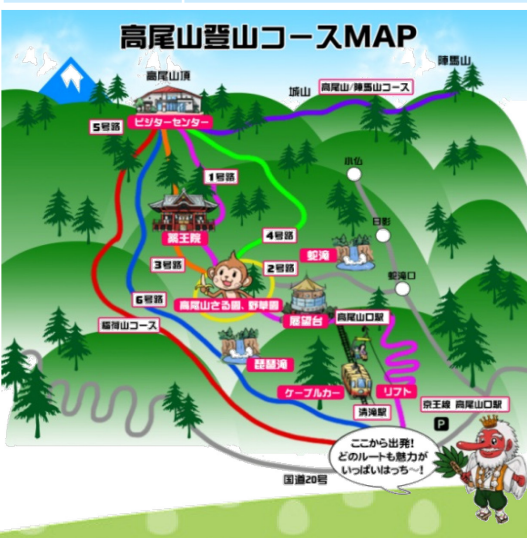 高尾山登山コースMAP
陣馬山
高尾山頂
城山
高尾山/陣馬山コース
ビジターセンター
5号路
小仏
1号路
日影
4号路
薬王院
蛇滝
3号路
2号路
蛇滝口
6号路
高尾山さる園、野草園
展望台
高尾山口駅
稲荷山コース
琵琶滝
ケーブルカー
リフト
清滝駅
京王線 高尾山口駅
P
ここから出発!
どのルートも魅力が
いっぱいはっち〜!
国道20号